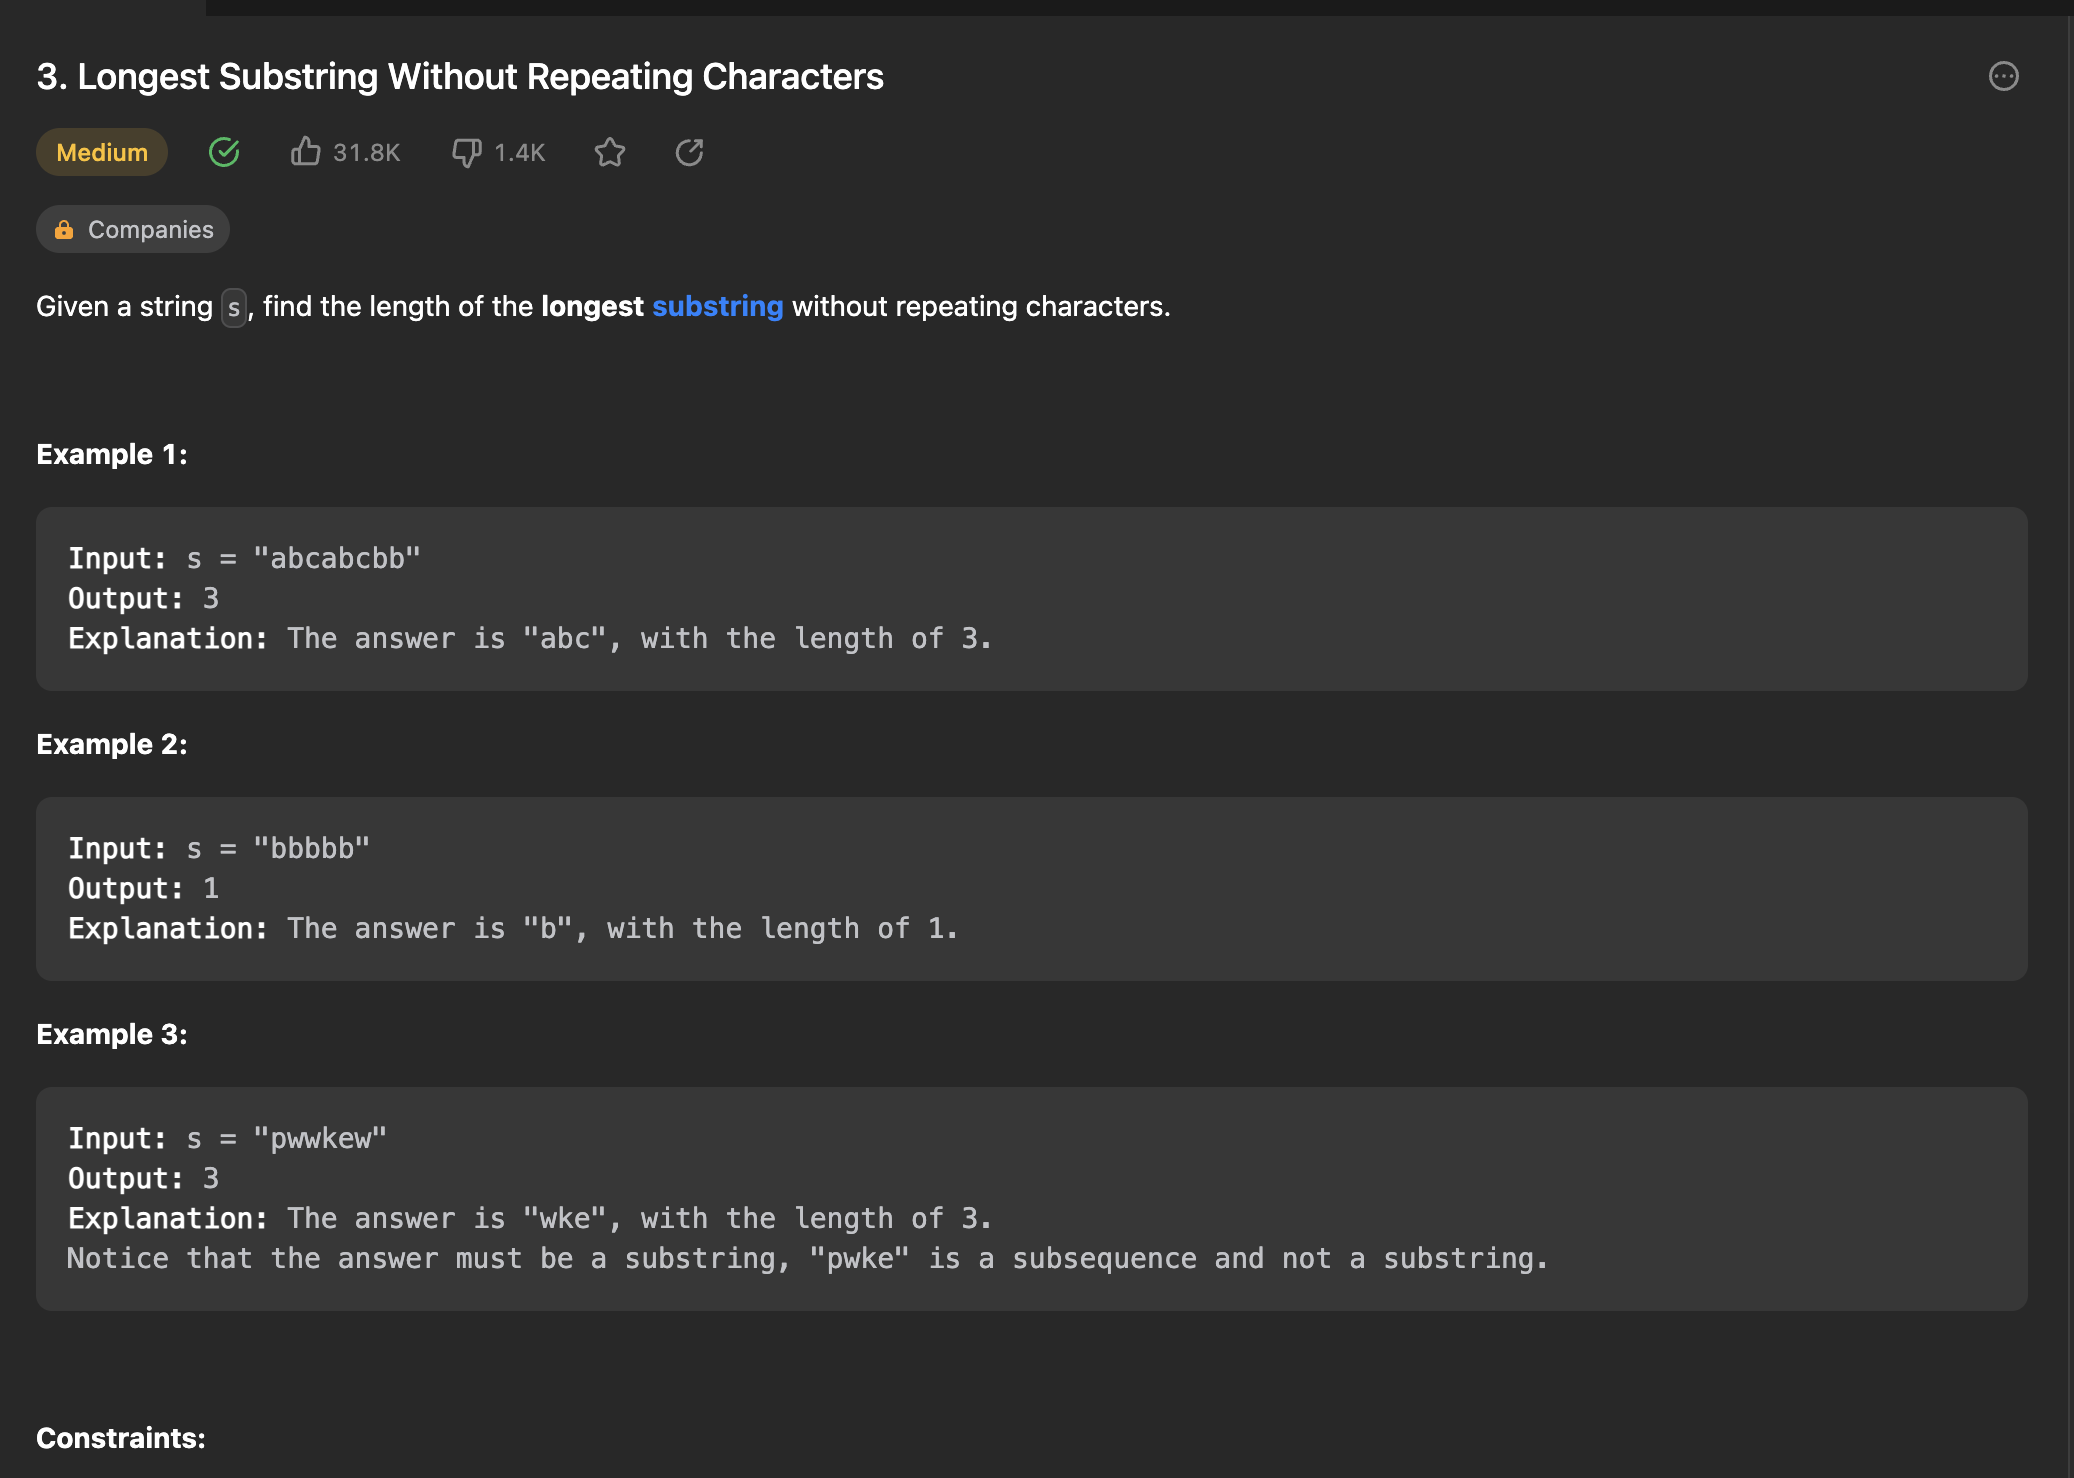 3. Longest Substring Without Repeating Characters
Medium 31.8K 1.4K
Companies
Given a string s, find the length of the longest substring without repeating characters.
Example 1:
Input: s = "abcabcbb"
Output: 3
Explanation: The answer is "abc", with the length of 3.
Example 2:
Input: s = "bbbbb"
Output: 1
Explanation: The answer is "b", with the length of 1.
Example 3:
Input: s = "pwwkew"
Output: 3
Explanation: The answer is "wke", with the length of 3.
Notice that the answer must be a substring, "pwke" is a subsequence and not a substring.
Constraints: